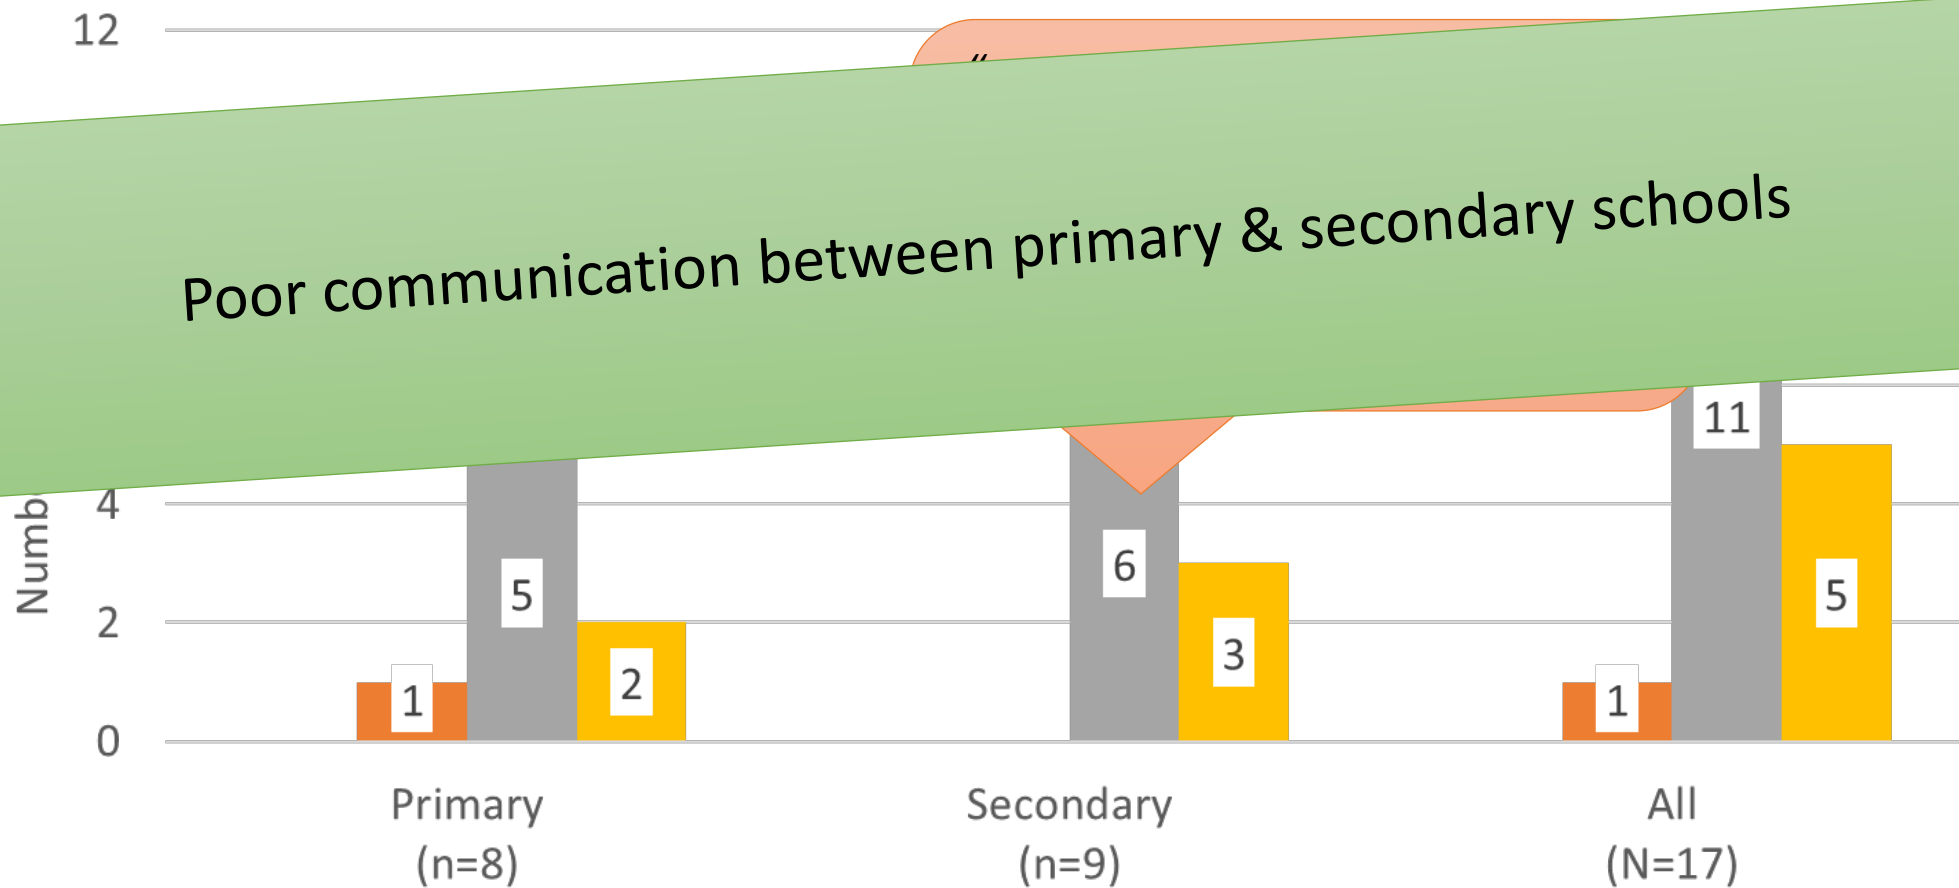 12
“
Poor communication between primary & secondary schools
11
4
5
6
5
2
3
2
1
1
0
Primary
Secondary
All
(n=8)
(n=9)
(N=17)